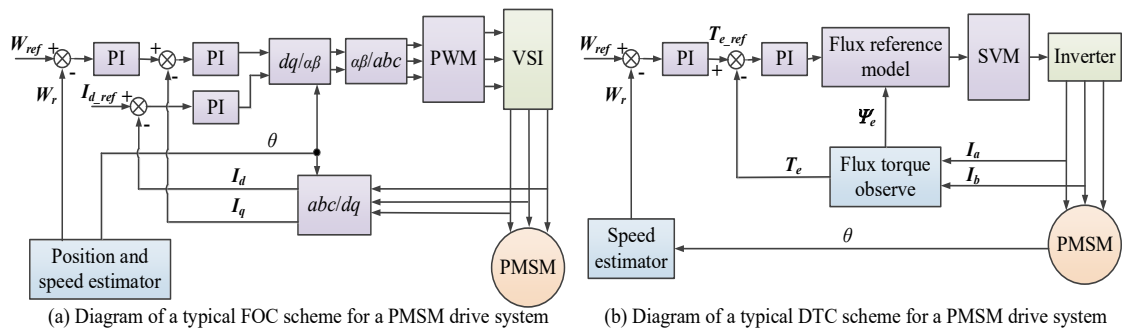 W_ref + - PI + - PI dq/αβ αβ/abc PWM VSI
W_r I_d_ref + - PI
θ
I_d
I_q abc/dq
Position and
speed estimator
PMSM
(a) Diagram of a typical FOC scheme for a PMSM drive system
W_ref + - PI T_e_ref + - PI Flux reference
model SVM Inverter
W_r
Ψ_e
T_e Flux torque
observe I_a
I_b
Speed
estimator θ PMSM
(b) Diagram of a typical DTC scheme for a PMSM drive system